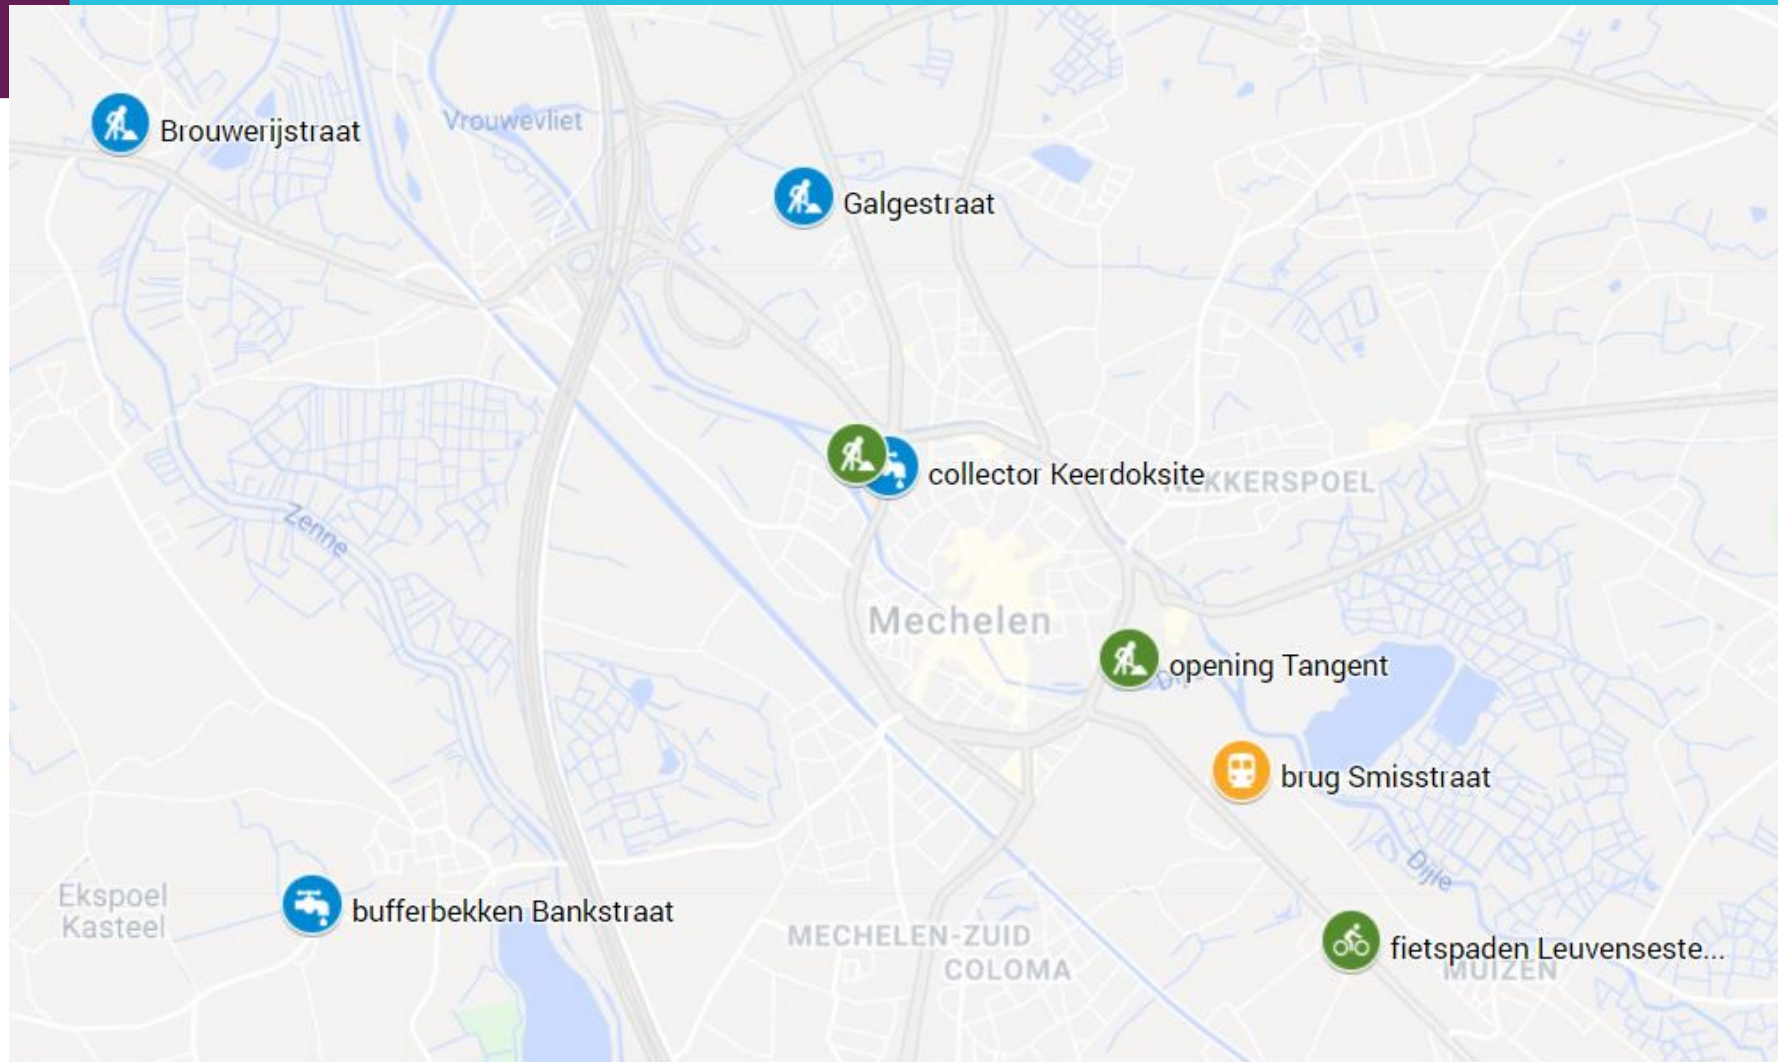 Vrouwevliet
Brouwerijstraat
Galgestraat
collector Keerdoksite
NEKKERSPOEL
Zenne
Mechelen
opening Tangent
brug Smisstraat
Dijle
Ekspoel
Kasteel
bufferbekken Bankstraat
MECHELEN-ZUID
COLOMA
fietspaden Leuvenseste...
MUIZEN